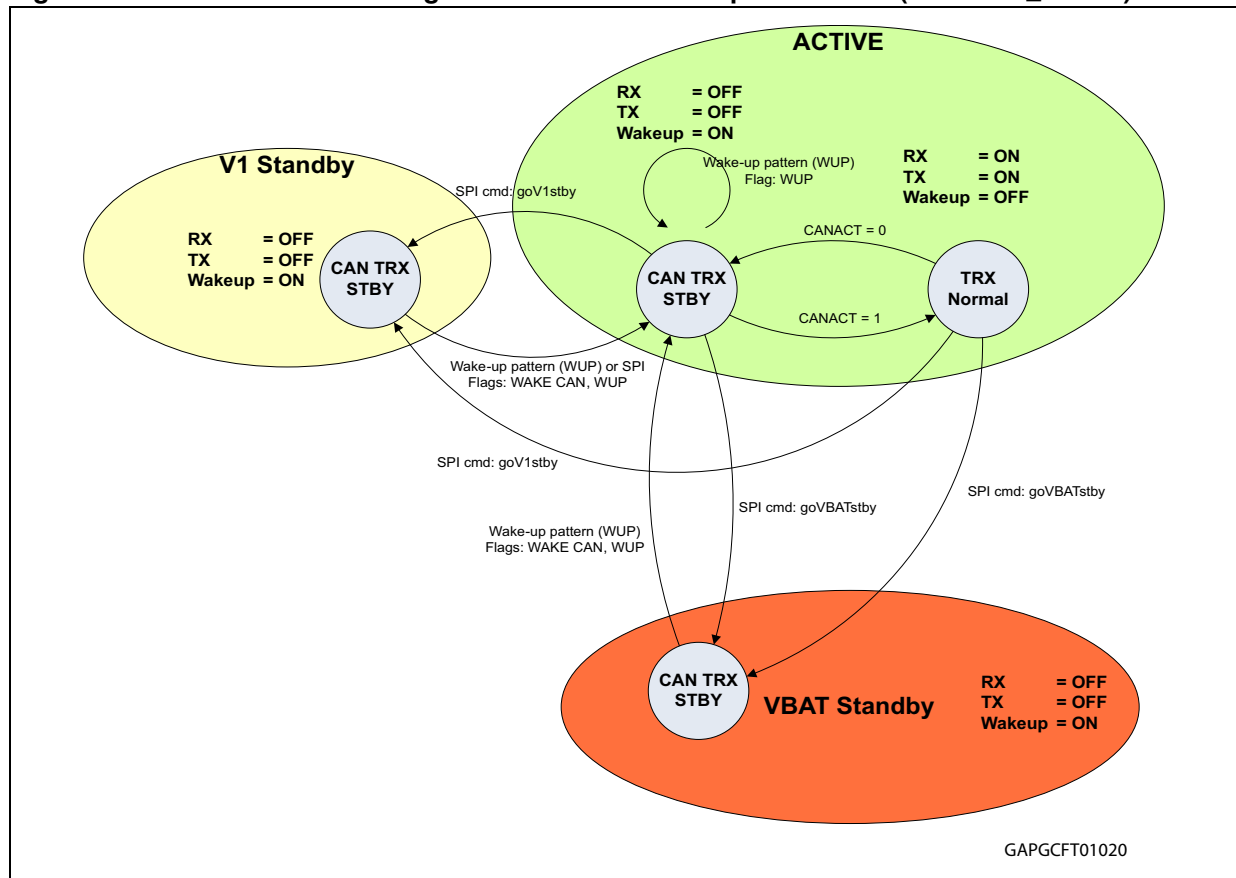 ACTIVE
RX = OFF
TX = OFF
Wakeup = ON
Wake-up pattern (WUP)
Flag: WUP
RX = ON
TX = ON
Wakeup = OFF
V1 Standby
SPI cmd: goV1stby
RX = OFF
TX = OFF
Wakeup = ON
CAN TRX
STBY
CAN TRX
STBY
CANACT = 0
TRX
Normal
CANACT = 1
Wake-up pattern (WUP) or SPI
Flags: WAKE CAN, WUP
SPI cmd: goV1stby
SPI cmd: goVBATstby
SPI cmd: goVBATstby
Wake-up pattern (WUP)
Flags: WAKE CAN, WUP
CAN TRX
STBY
VBAT Standby
RX = OFF
TX = OFF
Wakeup = ON
GAPGCFT01020